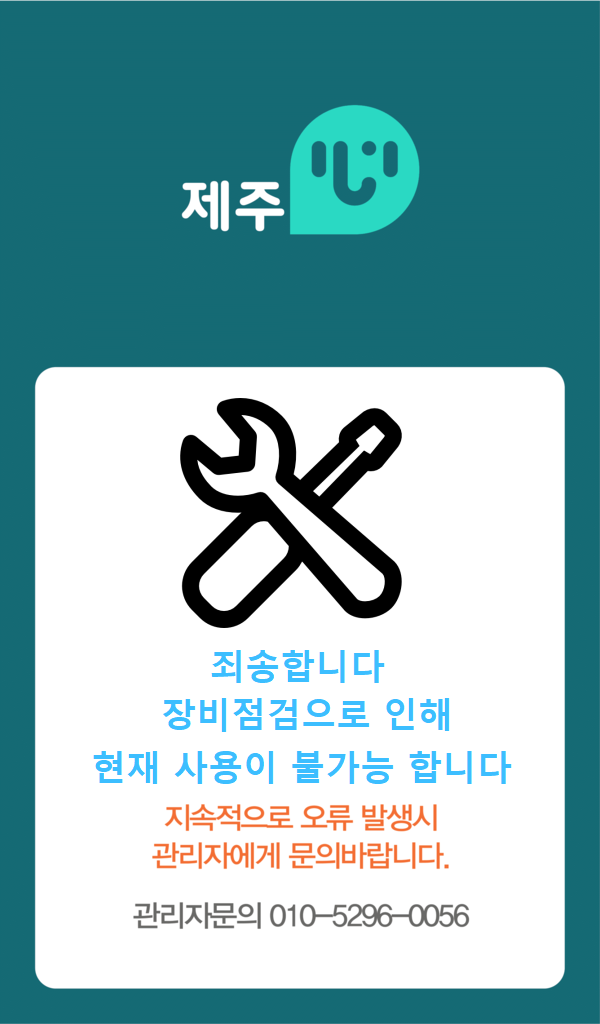 제주
죄송합니다
장비점검으로 인해
현재 사용이 불가능 합니다
지속적으로 오류 발생시
관리자에게 문의바랍니다.
관리자문의 010-5296-0056